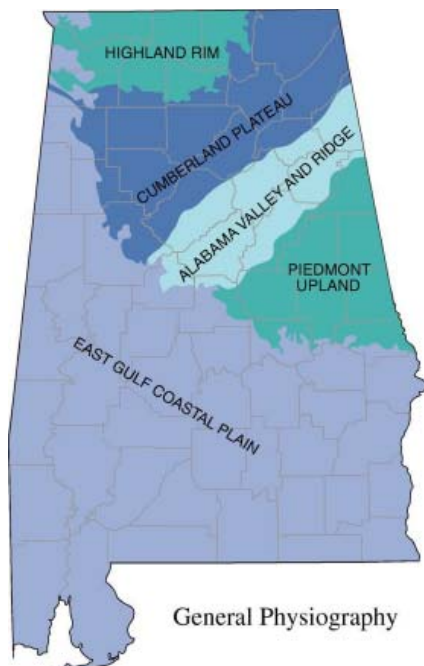 HIGHLAND RIM
CUMBERLAND PLATEAU
ALABAMA VALLEY AND RIDGE
PIEDMONT
UPLAND
EAST GULF COASTAL PLAIN
General Physiography